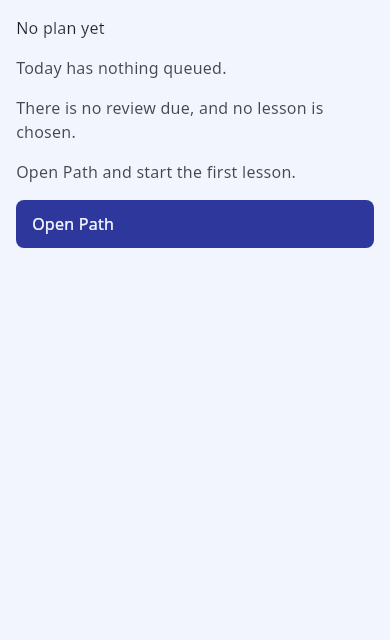 No plan yet
Today has nothing queued.
There is no review due, and no lesson is
chosen.
Open Path and start the first lesson.
Open Path